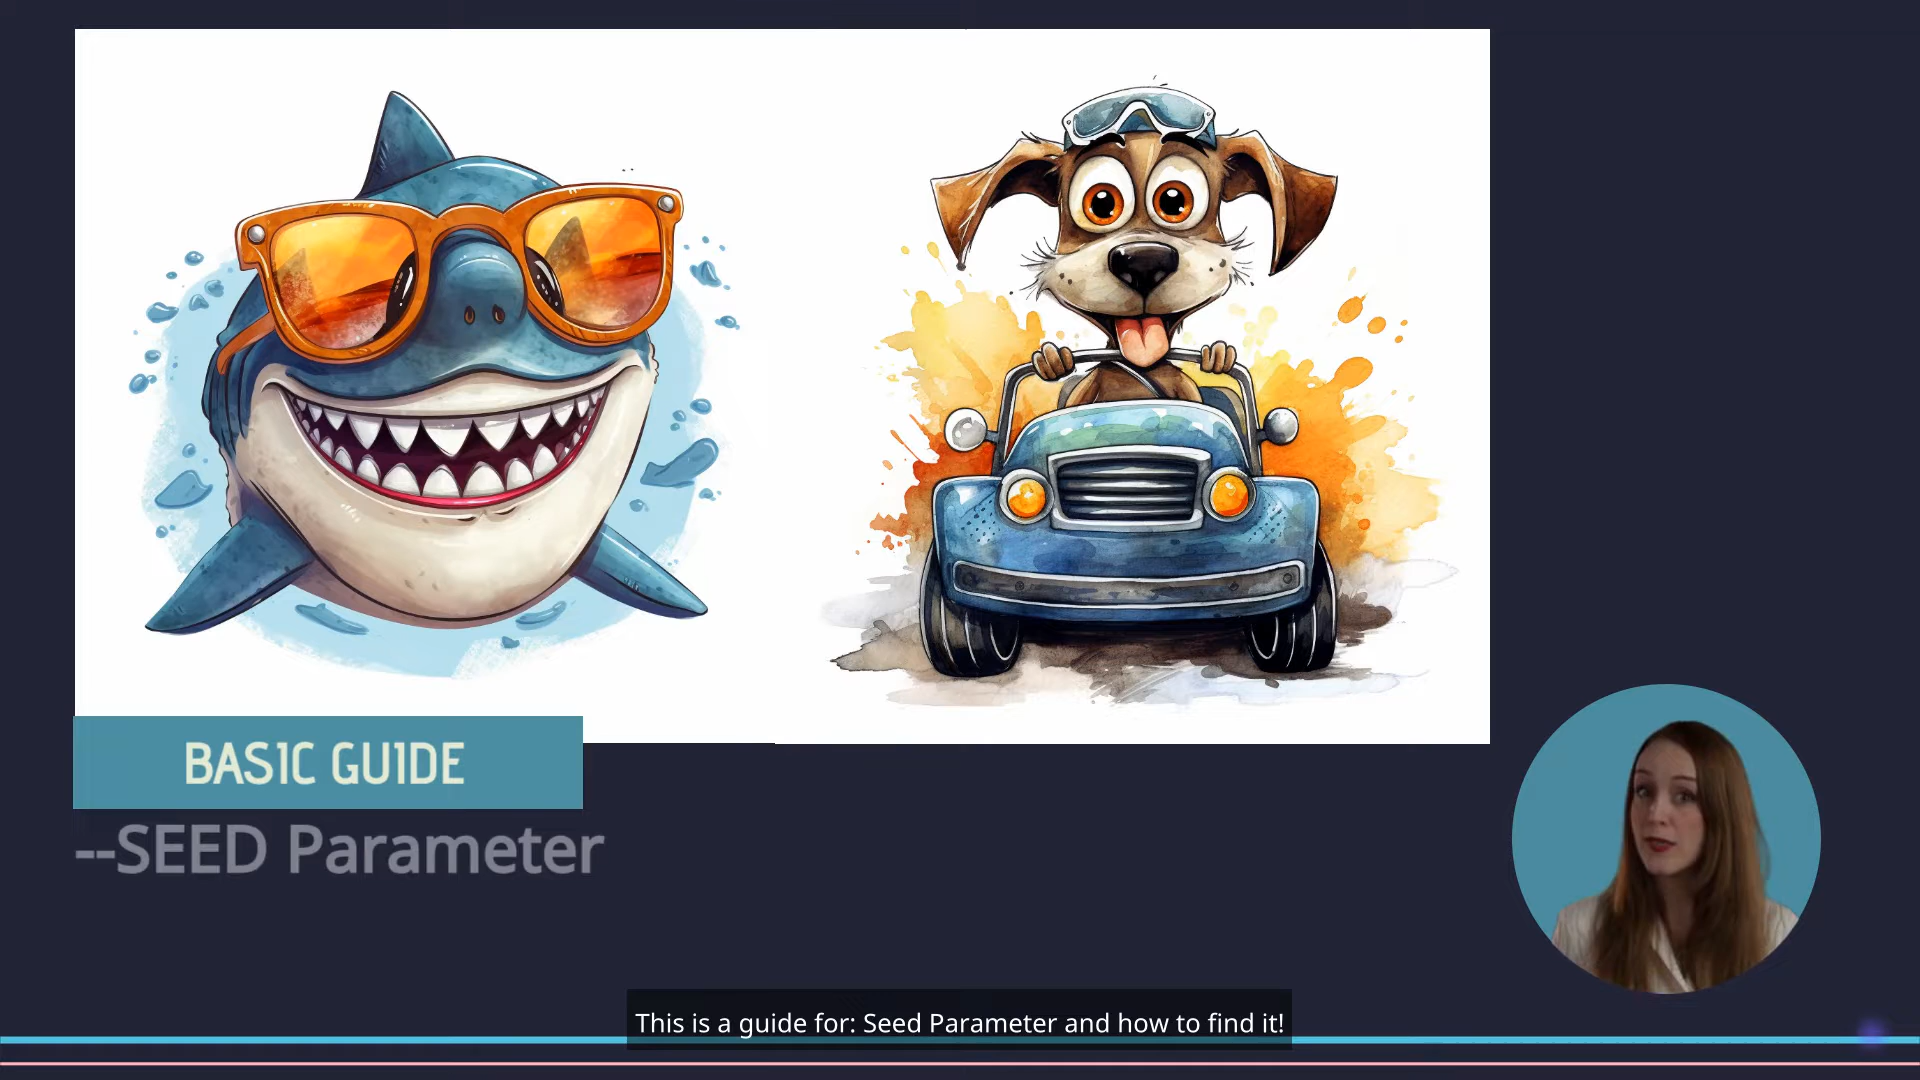 BASIC GUIDE
--SEED Parameter
This is a guide for: Seed Parameter and how to find it!